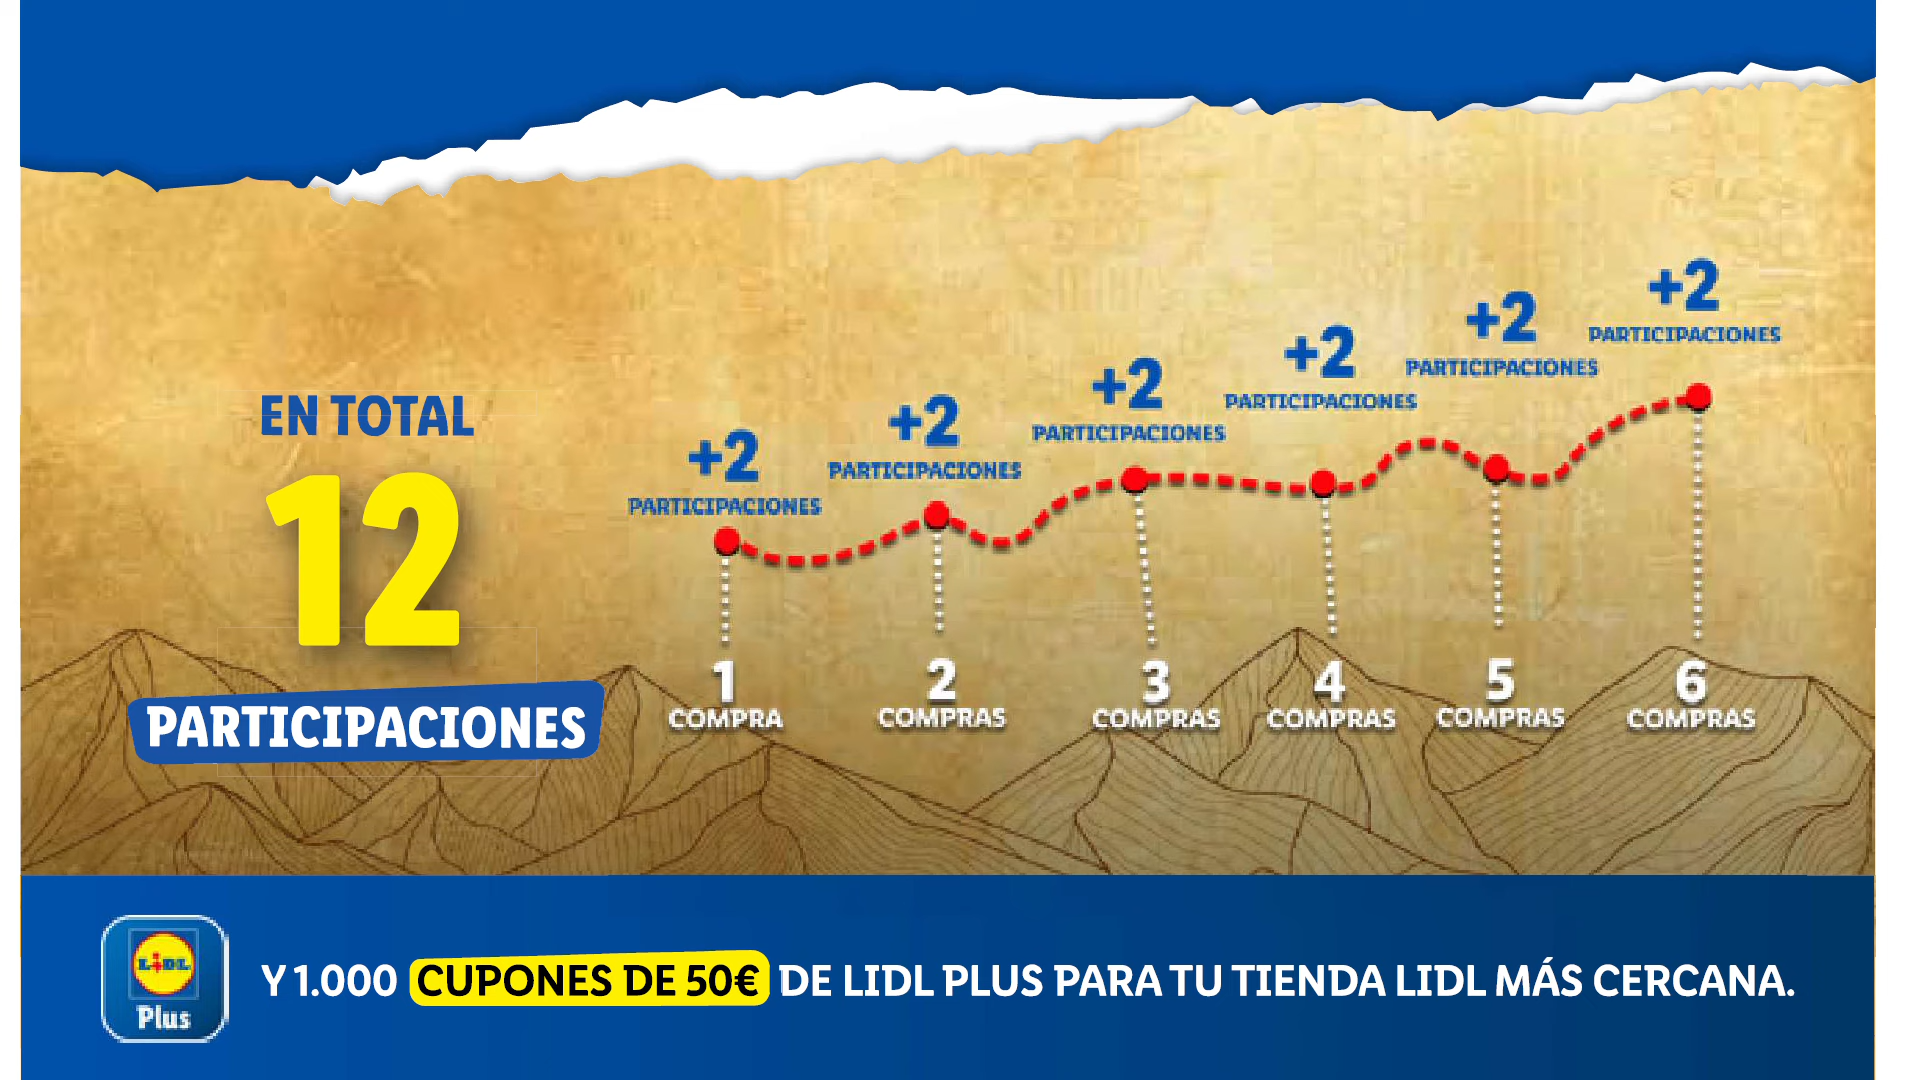 EN TOTAL
12
PARTICIPACIONES
+2
PARTICIPACIONES
+2
PARTICIPACIONES
+2
PARTICIPACIONES
+2
PARTICIPACIONES
+2
PARTICIPACIONES
+2
PARTICIPACIONES
1
COMPRA
2
COMPRAS
3
COMPRAS
4
COMPRAS
5
COMPRAS
6
COMPRAS
LIDL
Plus
Y 1.000 CUPONES DE 50€ DE LIDL PLUS PARA TU TIENDA LIDL MÁS CERCANA.